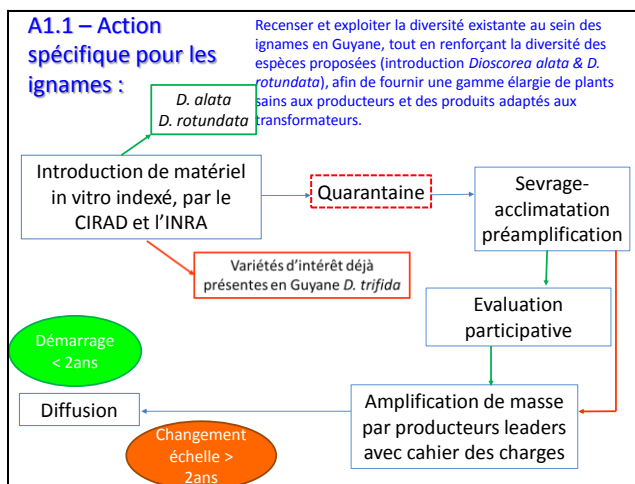 A1.1 – Action
spécifique pour les
ignames :
Recenser et exploiter la diversité existante au sein des
ignames en Guyane, tout en renforçant la diversité des
espèces proposées (introduction Dioscorea alata & D.
rotundata), afin de fournir une gamme élargie de plants
sains aux producteurs et des produits adaptés aux
transformateurs.
D. alata
D. rotundata
Introduction de matériel
in vitro indexé, par le
CIRAD et l’INRA
Quarantaine
Sevrage-
acclimatation
préamplification
Variétés d’intérêt déjà
présentes en Guyane D. trifida
Evaluation
participative
Démarrage
< 2ans
Diffusion
Amplification de masse
par producteurs leaders
avec cahier des charges
Changement
échelle >
2ans